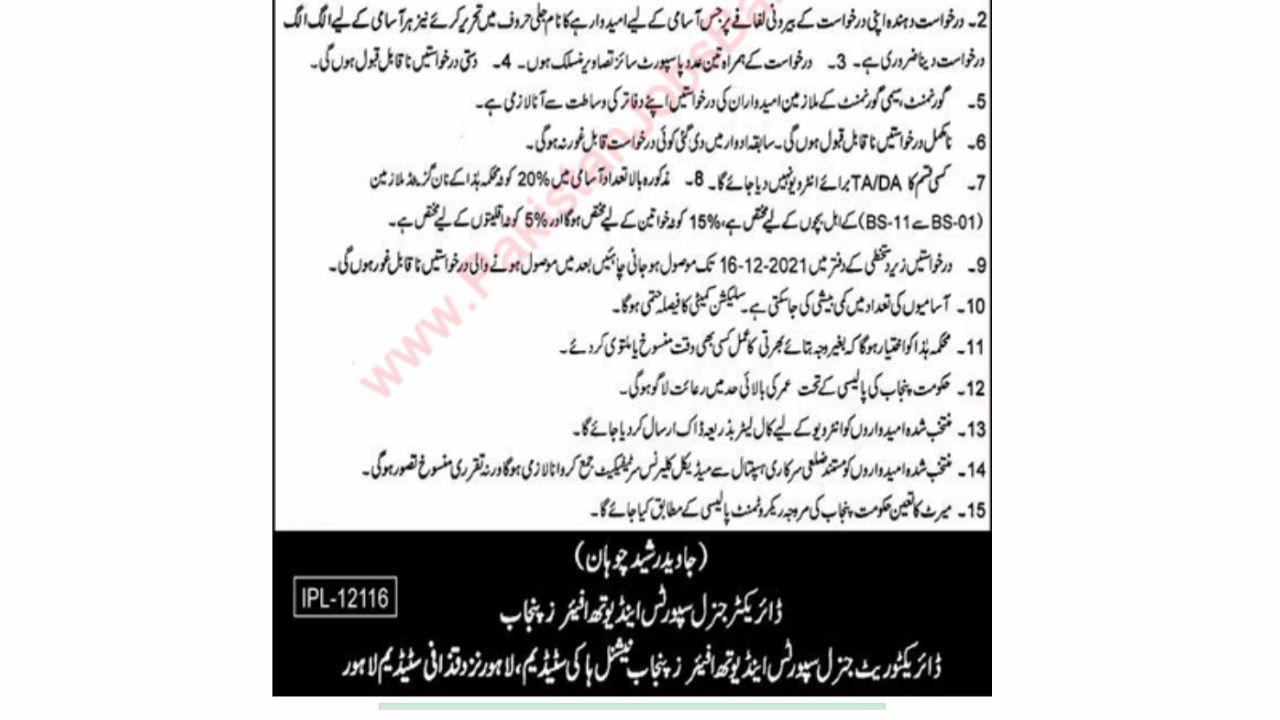 2۔ درخواست دہندہ اپنی درخواست کے بیرونی لفافے پر جس آسامی کے لیے امیدوار ہے کا نام جلی حروف میں تحریر کرے نیز ہر آسامی کے لیے الگ الگ
درخواست دینا ضروری ہے۔ 3۔ درخواست کے ہمراہ تین عدد پاسپورٹ سائز تصاویر منسلک ہوں۔ 4۔ دستی درخواستیں ناقابل قبول ہوں گی۔
5۔ گورنمنٹ، سیمی گورنمنٹ کے ملازمین امیدواران کی درخواستیں اپنے دفاتر کی وساطت سے آنا لازمی ہے۔
6۔ نامکمل درخواستیں ناقابل قبول ہوں گی۔ سابقہ ادوار میں دی گئی کوئی درخواست قابل غور نہ ہوگی۔
7۔ کسی قسم کا TA/DA برائے انٹرویو نہیں دیا جائے گا۔ 8۔ مذکورہ بالا تعداد آسامی میں 20% کوٹہ محکمہ ہذا کے نان گزیٹڈ ملازمین
(BS-01 سے BS-11) کے اہل بچوں کے لیے مختص ہے، 15% کوٹہ خواتین کے لیے مختص ہوگا اور 5% کوٹہ اقلیتوں کے لیے مختص ہے۔
9۔ درخواستیں زیر دستخطی کے دفتر میں 16-12-2021 تک موصول ہو جانی چاہئیں بعد میں موصول ہونے والی درخواستیں ناقابل غور ہوں گی۔
10۔ آسامیوں کی تعداد میں کمی بیشی کی جاسکتی ہے۔ سلیکشن کمیٹی کا فیصلہ حتمی ہوگا۔
11۔ محکمہ ہذا کو اختیار ہوگا کہ بغیر وجہ بتائے بھرتی کا عمل کسی بھی وقت منسوخ یا ملتوی کر دے۔
12۔ حکومت پنجاب کی پالیسی کے تحت عمر کی بالائی حد میں رعائت لاگو ہوگی۔
13۔ منتخب شدہ امیدواروں کو انٹرویو کے لیے کال لیٹر بذریعہ ڈاک ارسال کر دیا جائے گا۔
14۔ منتخب شدہ امیدواروں کو مستند ضلعی سرکاری ہسپتال سے میڈیکل کلیرنس سرٹیفکیٹ جمع کروانا لازمی ہوگا ورنہ تقرری منسوخ تصور ہوگی۔
15۔ میرٹ کا تعین حکومت پنجاب کی مروجہ ریکروٹمنٹ پالیسی کے مطابق کیا جائے گا۔
(جاوید رشید چوہان)
ڈائریکٹر جنرل سپورٹس اینڈ یوتھ افیئرز پنجاب
IPL-12116
ڈائریکٹوریٹ جنرل سپورٹس اینڈ یوتھ افیئرز پنجاب نیشنل ہاکی سٹیڈیم، لاہور نزد قذافی سٹیڈیم لاہور
www.PakistanJobsBa